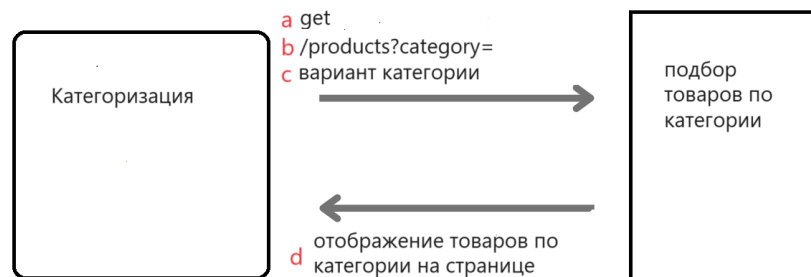 a get
b /products?category=
c вариант категории
Категоризация
подбор
товаров по
категории
d отображение товаров по
категории на странице